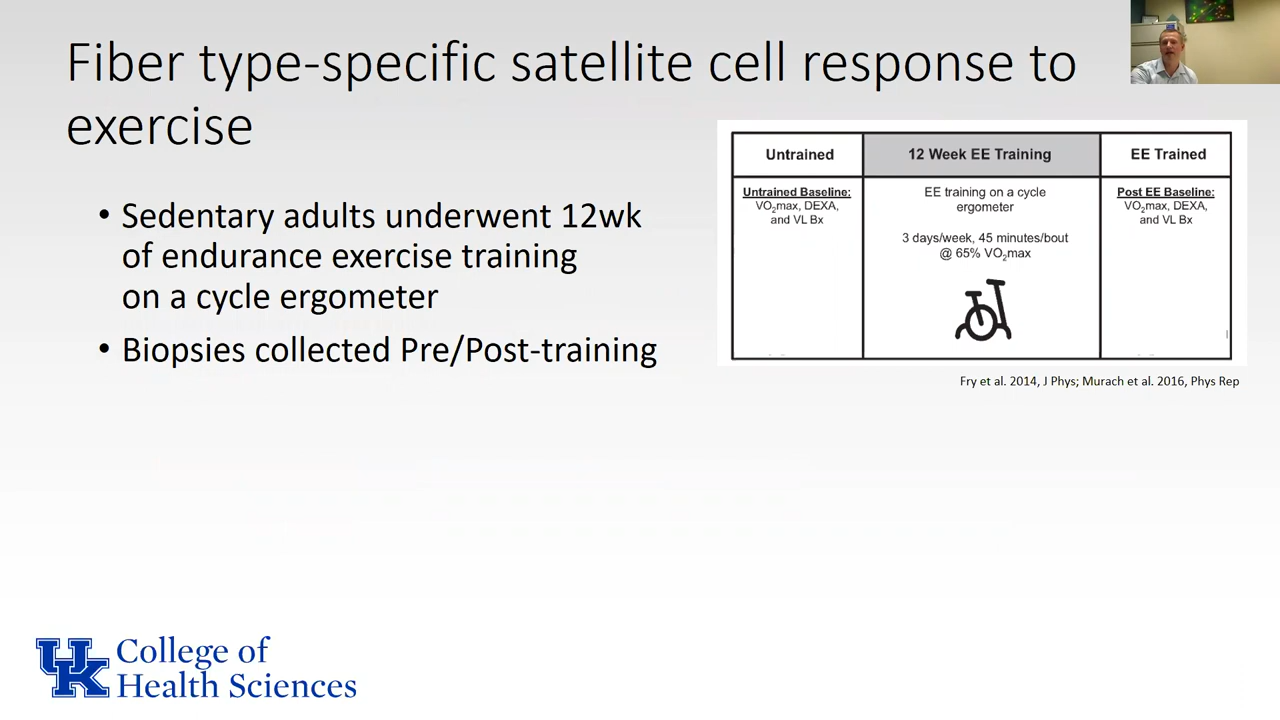 Fiber type-specific satellite cell response to
exercise
• Sedentary adults underwent 12wk
of endurance exercise training
on a cycle ergometer
• Biopsies collected Pre/Post-training
Untrained
12 Week EE Training
EE Trained
Untrained Baseline:
VO2max, DEXA,
and VL Bx
EE training on a cycle
ergometer
3 days/week, 45 minutes/bout
@ 65% VO2max
Post EE Baseline:
VO2max, DEXA,
and VL Bx
Fry et al. 2014, J Phys; Murach et al. 2016, Phys Rep
UK
College of
Health Sciences